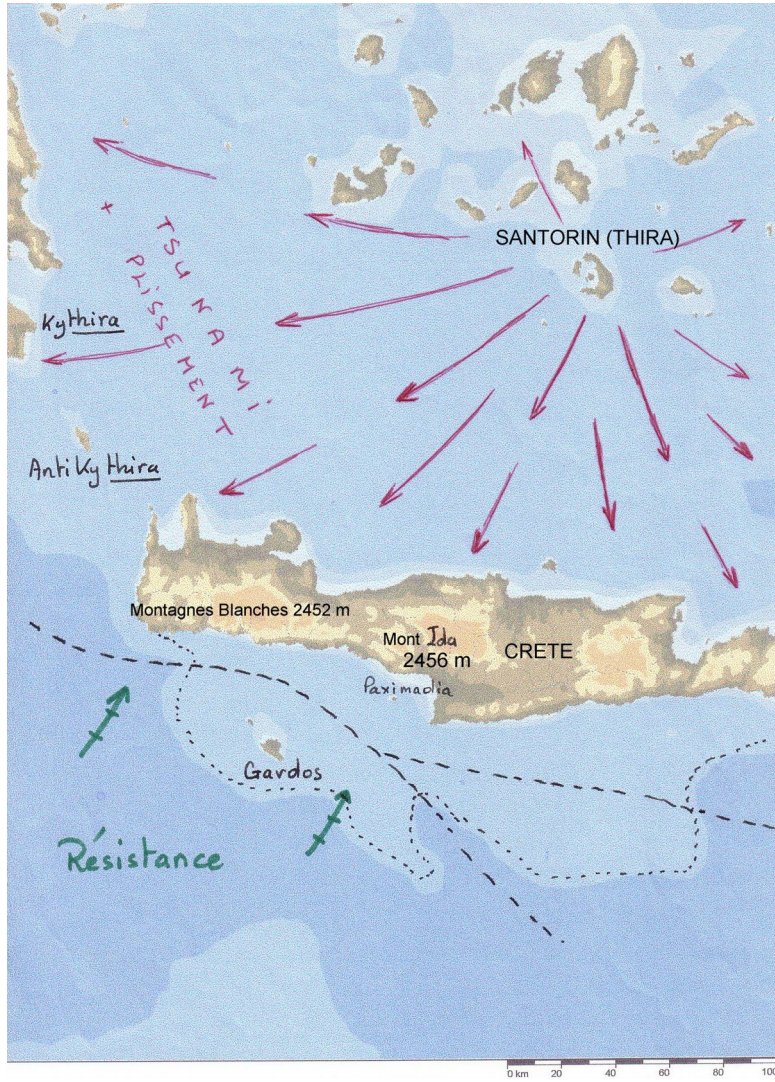 SANTORIN (THIRA)
+ TSUNAMI
PLISSEMENT
Kythira
AntiKythira
Montagnes Blanches 2452 m
Mont Ida
2456 m
CRETE
Paximadia
Gardos
Résistance
0 km 20 40 60 80 100